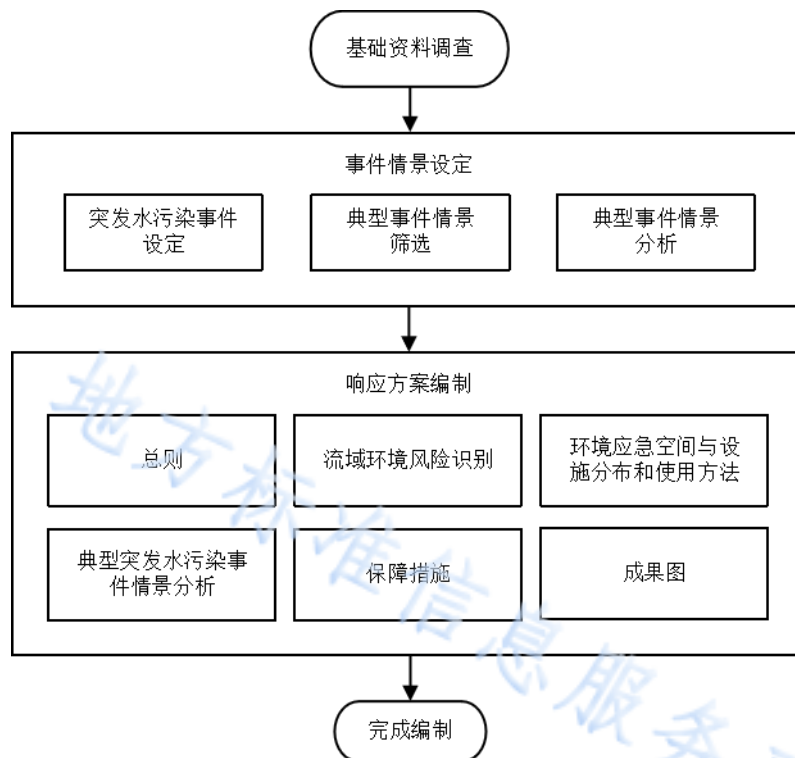 基础资料调查
事件情景设定
突发水污染事件
设定
典型事件情景
筛选
典型事件情景
分析
响应方案编制
总则
流域环境风险识别
环境应急空间与设
施分布和使用方法
典型突发水污染事
件情景分析
保障措施
成果图
完成编制
地方标准信息服务